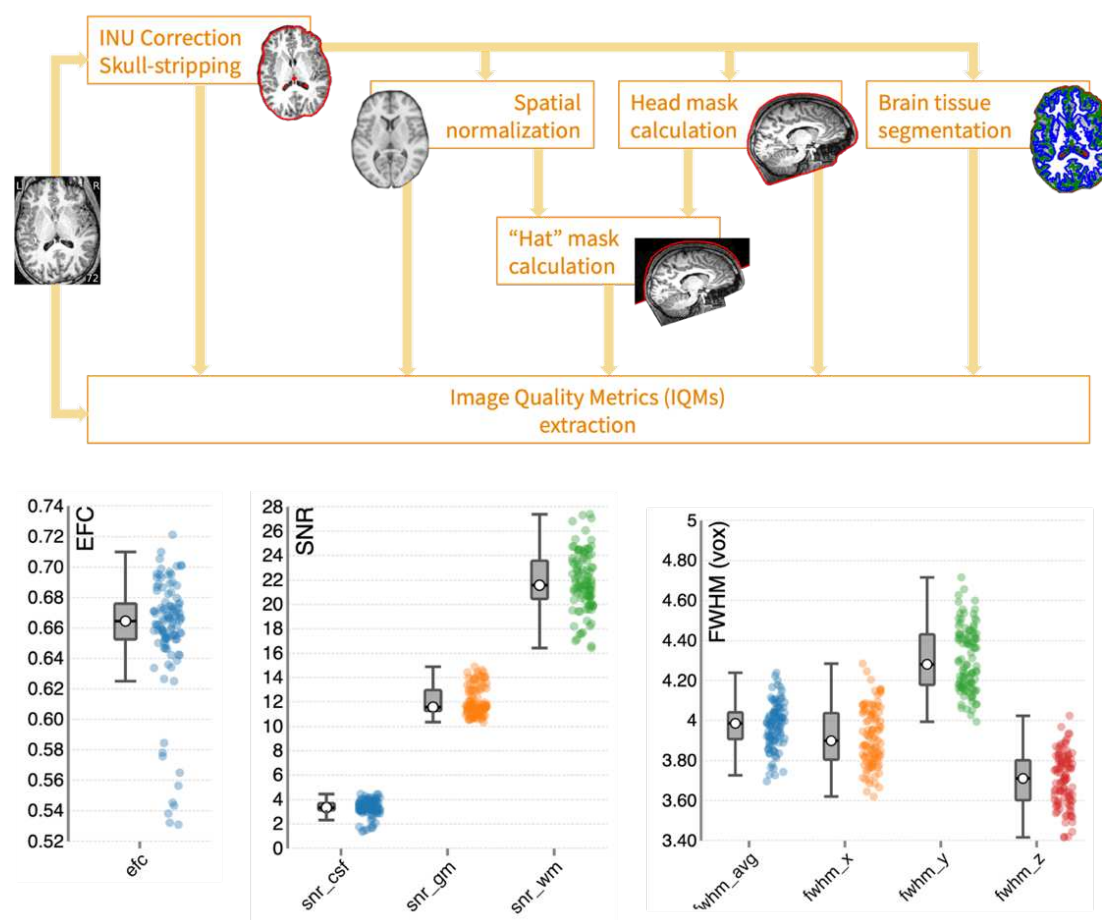 INU Correction
Skull-stripping
Spatial
normalization
Head mask
calculation
Brain tissue
segmentation
L
R
72
“Hat” mask
calculation
Image Quality Metrics (IQMs)
extraction
EFC
0.74
0.72
0.70
0.68
0.66
0.64
0.62
0.60
0.58
0.56
0.54
0.52
efc
SNR
28
26
24
22
20
18
16
14
12
10
8
6
4
2
0
snr_csf
snr_gm
snr_wm
FWHM (vox)
5
4.80
4.60
4.40
4.20
4
3.80
3.60
3.40
fwhm_avg
fwhm_x
fwhm_y
fwhm_z